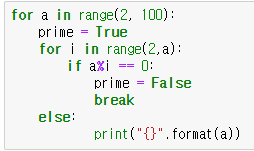 for a in range(2, 100):
    prime = True
    for i in range(2,a):
        if a%i == 0:
            prime = False
            break
    else:
            print("{}".format(a))